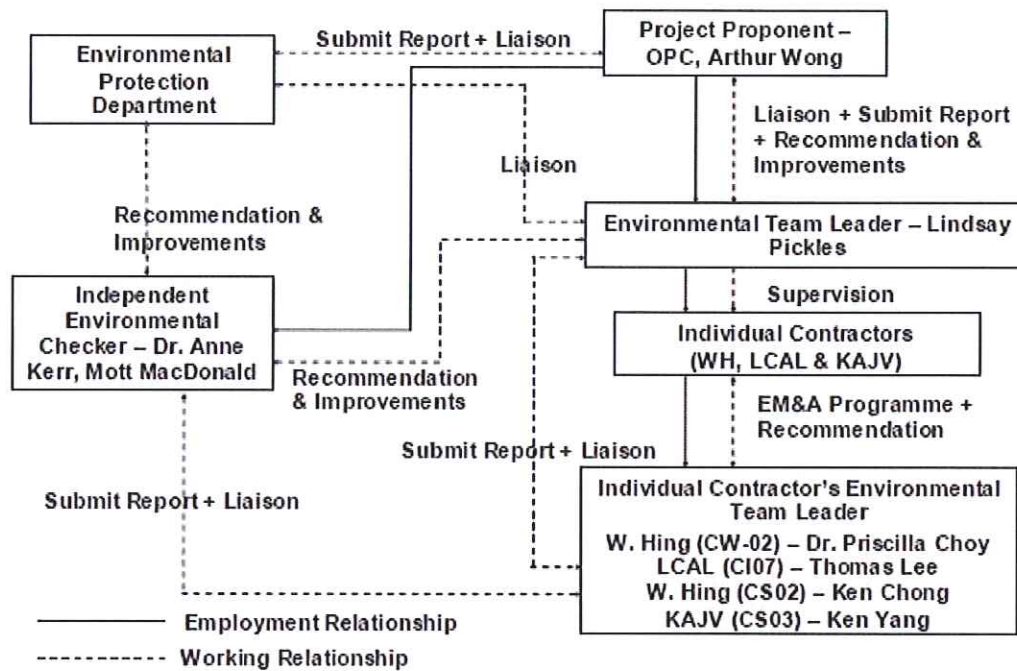 Environmental
Protection
Department
Submit Report + Liaison
Project Proponent –
OPC, Arthur Wong
Liaison + Submit Report
+ Recommendation &
Improvements
Liaison
Recommendation &
Improvements
Environmental Team Leader – Lindsay
Pickles
Independent
Environmental
Checker – Dr. Anne
Kerr, Mott MacDonald
Supervision
Individual Contractors
(WH, LCAL & KAJV)
Recommendation
& Improvements
EM&A Programme +
Recommendation
Submit Report + Liaison
Submit Report + Liaison
Individual Contractor's Environmental
Team Leader
W. Hing (CW-02) – Dr. Priscilla Choy
LCAL (CI07) – Thomas Lee
W. Hing (CS02) – Ken Chong
KAJV (CS03) – Ken Yang
Employment Relationship
Working Relationship